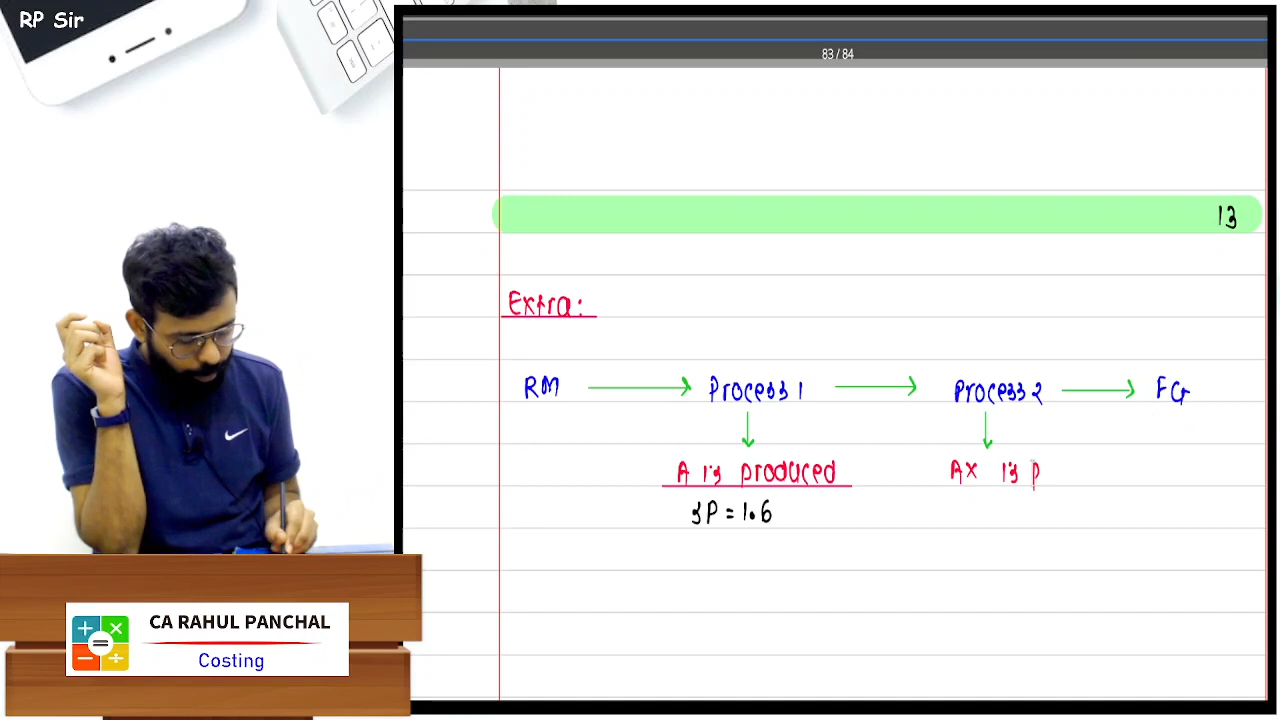 RP Sir
83 / 84
13
Extra:
RM → Process 1 → Process 2 → FG
A is produced
AX is p
SP = 1.6
CA RAHUL PANCHAL
Costing